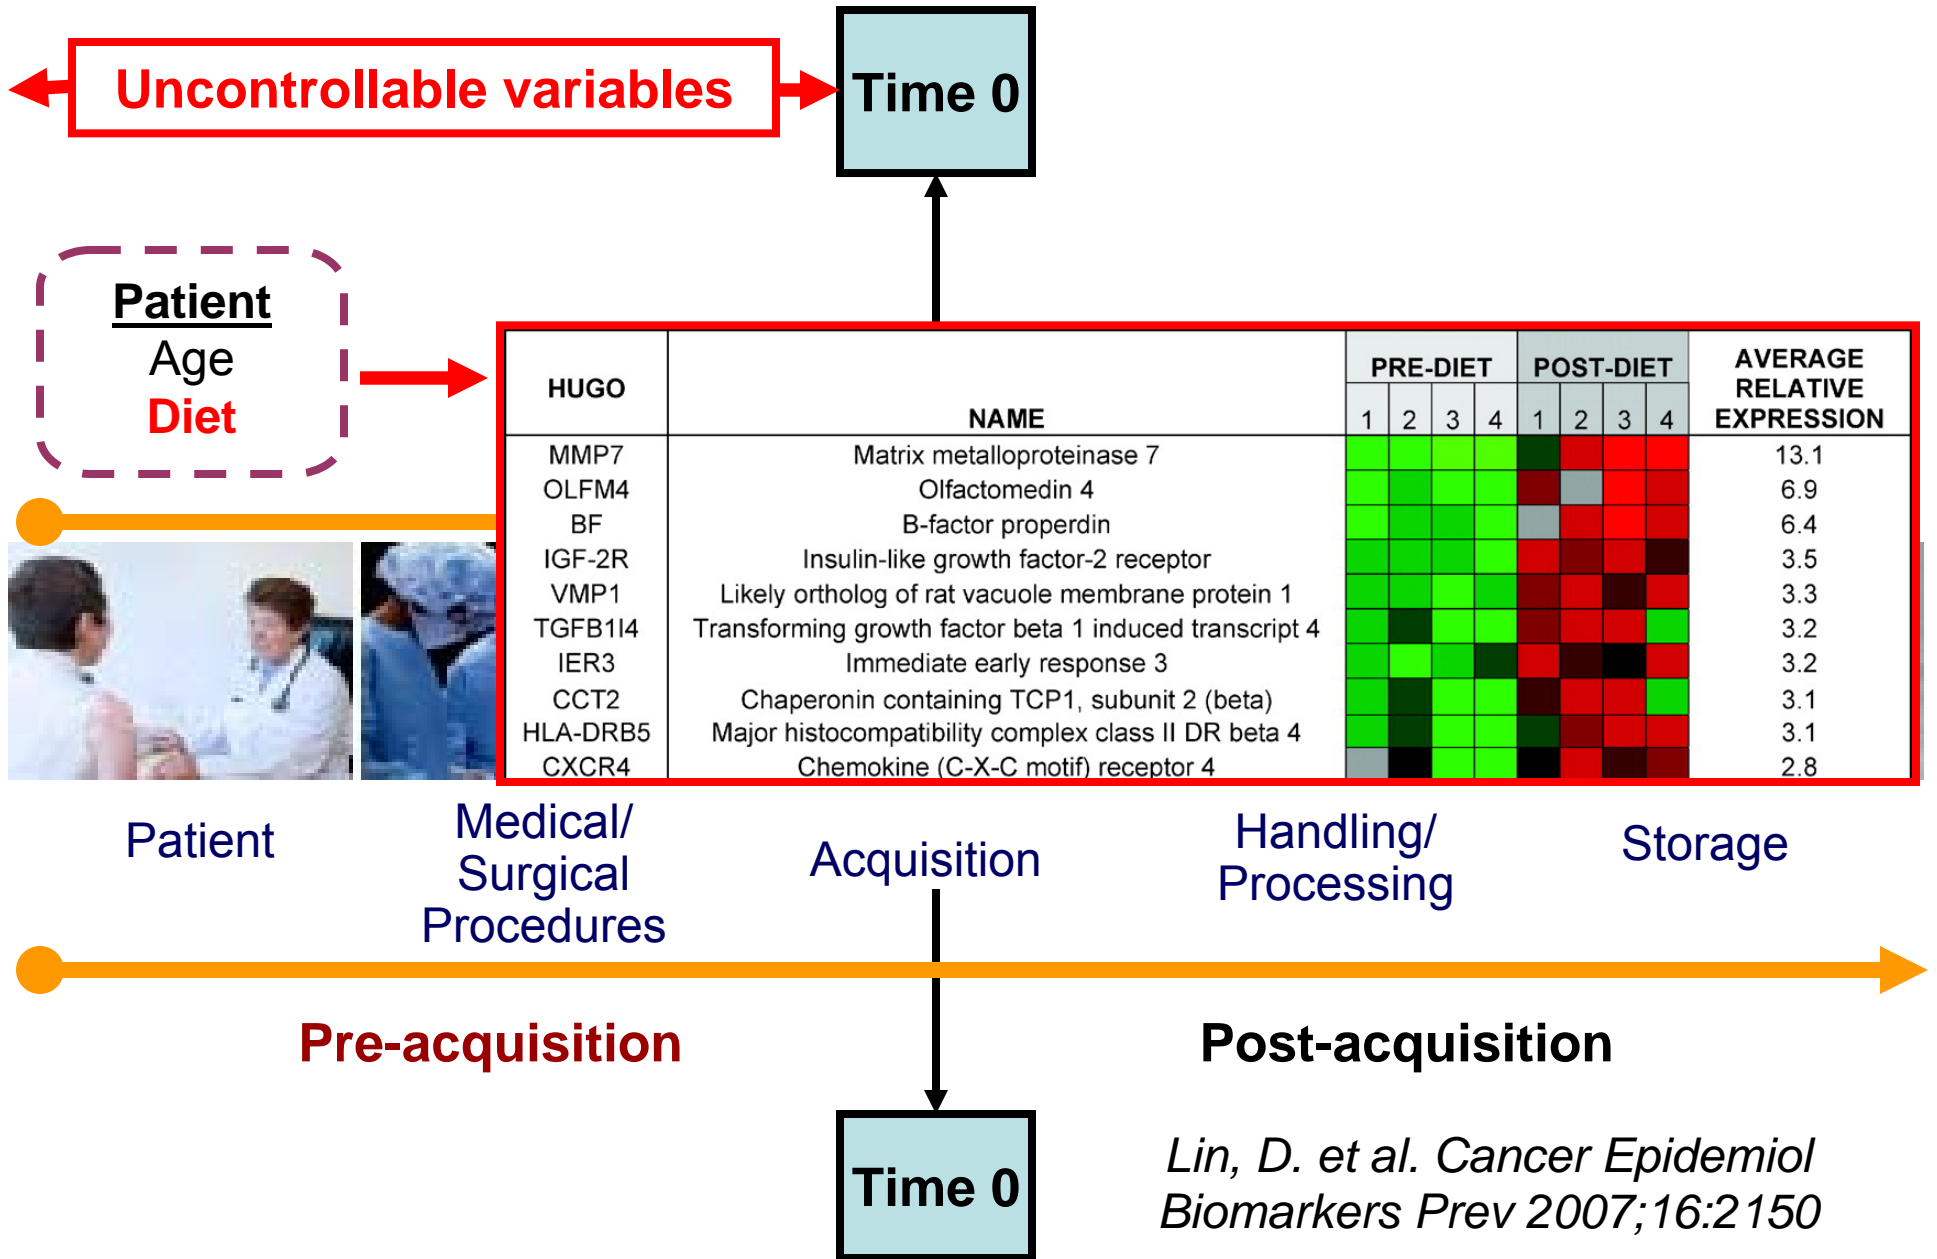 Uncontrollable variables
Time 0
Patient
Age
Diet
HUGO NAME PRE-DIET POST-DIET AVERAGE RELATIVE EXPRESSION
1 2 3 4 1 2 3 4
MMP7 Matrix metalloproteinase 7 13.1
OLFM4 Olfactomedin 4 6.9
BF B-factor properdin 6.4
IGF-2R Insulin-like growth factor-2 receptor 3.5
VMP1 Likely ortholog of rat vacuole membrane protein 1 3.3
TGFB1I4 Transforming growth factor beta 1 induced transcript 4 3.2
IER3 Immediate early response 3 3.2
CCT2 Chaperonin containing TCP1, subunit 2 (beta) 3.1
HLA-DRB5 Major histocompatibility complex class II DR beta 4 3.1
CXCR4 Chemokine (C-X-C motif) receptor 4 2.8
Patient
Medical/
Surgical
Procedures
Acquisition
Handling/
Processing
Storage
Pre-acquisition
Post-acquisition
Time 0
Lin, D. et al. Cancer Epidemiol
Biomarkers Prev 2007;16:2150